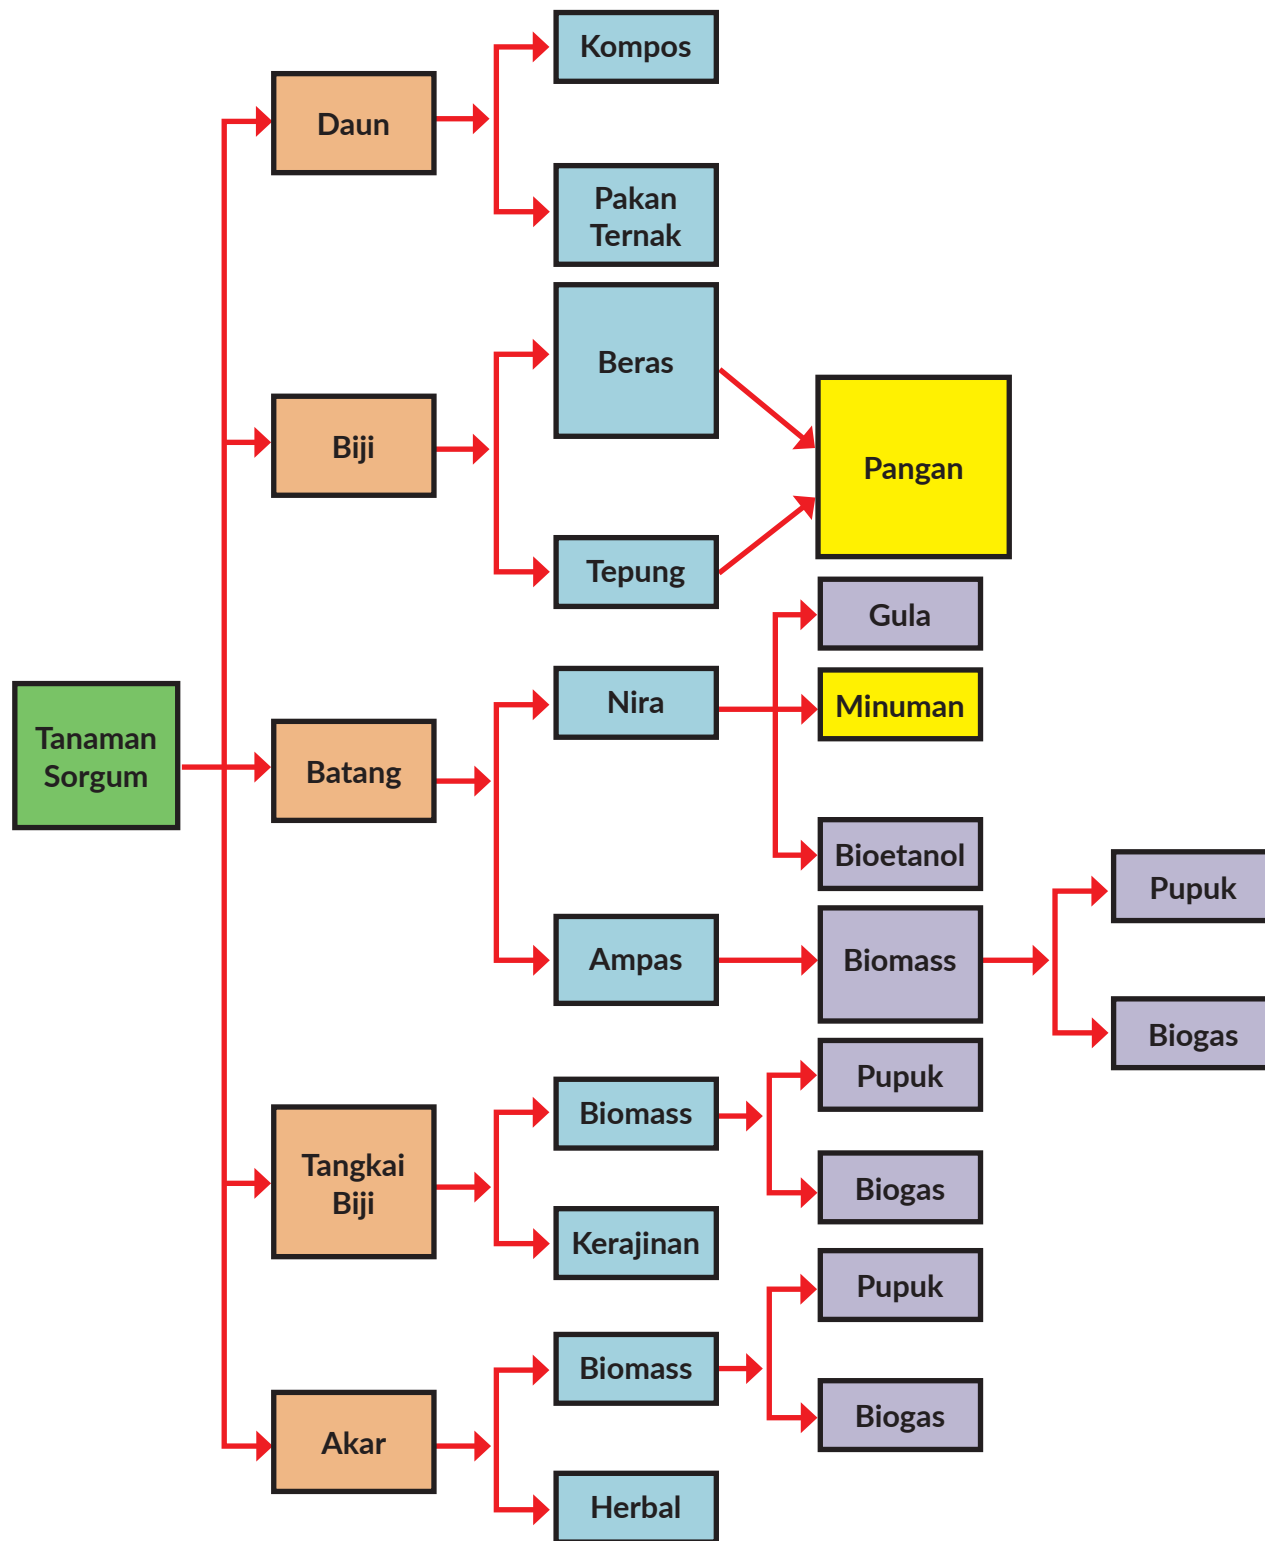 Tanaman
Sorgum
Daun
Kompos
Pakan
Ternak
Biji
Beras
Tepung
Pangan
Batang
Nira
Gula
Minuman
Bioetanol
Ampas
Biomass
Pupuk
Biogas
Tangkai
Biji
Biomass
Pupuk
Biogas
Kerajinan
Akar
Biomass
Pupuk
Biogas
Herbal